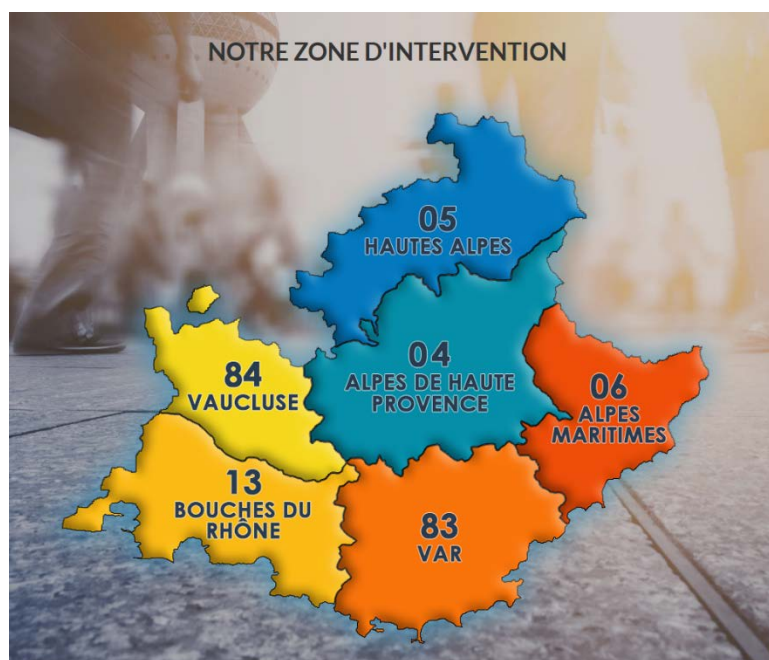 NOTRE ZONE D'INTERVENTION
05
HAUTES ALPES
04
ALPES DE HAUTE
PROVENCE
06
ALPES
MARITIMES
84
VAUCLUSE
13
BOUCHES DU
RHÔNE
83
VAR